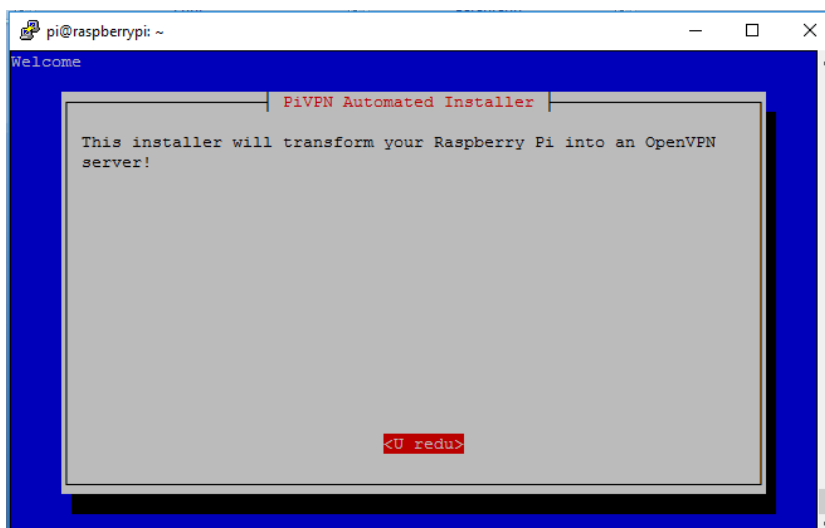 pi@raspberrypi: ~
Welcome
PiVPN Automated Installer
This installer will transform your Raspberry Pi into an OpenVPN
server!
<U redu>